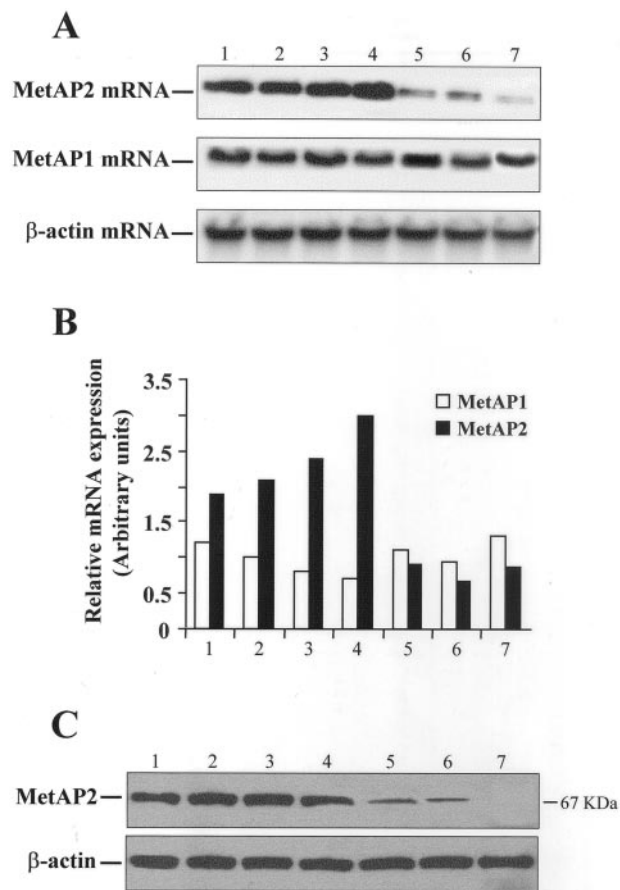 A
1 2 3 4 5 6 7
MetAP2 mRNA
MetAP1 mRNA
β-actin mRNA
B
Relative mRNA expression
(Arbitrary units)
3.5
2.5
1.5
0.5
0
MetAP1
MetAP2
1 2 3 4 5 6 7
C
1 2 3 4 5 6 7
MetAP2
67 KDa
β-actin